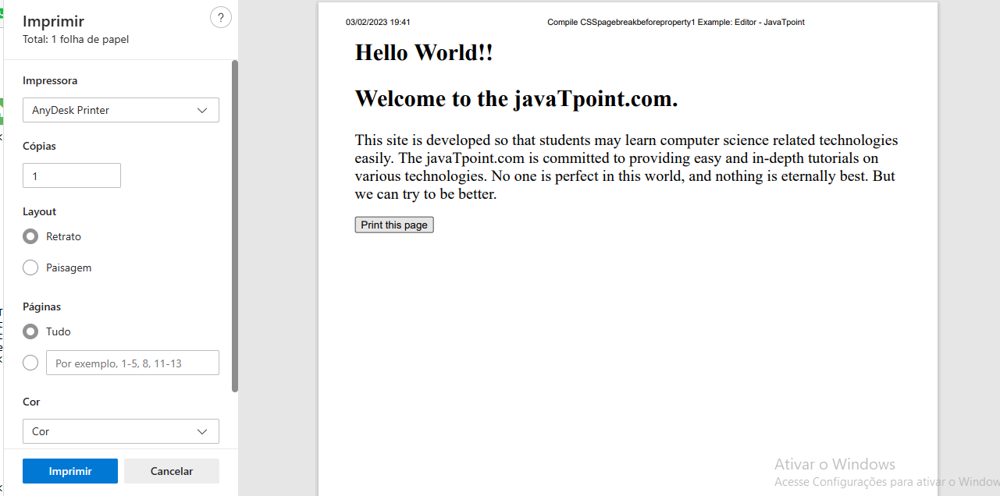 Imprimir
?
Total: 1 folha de papel
Impressora
AnyDesk Printer
Cópias
1
Layout
Retrato
Paisagem
Páginas
Tudo
Por exemplo, 1-5, 8, 11-13
Cor
Cor
Imprimir
Cancelar
03/02/2023 19:41
Compile CSSpagebreakbeforeproperty1 Example: Editor - JavaTpoint
Hello World!!
Welcome to the javaTpoint.com.
This site is developed so that students may learn computer science related technologies
easily. The javaTpoint.com is committed to providing easy and in-depth tutorials on
various technologies. No one is perfect in this world, and nothing is eternally best. But
we can try to be better.
Print this page
Ativar o Windows
Acesse Configurações para ativar o Window